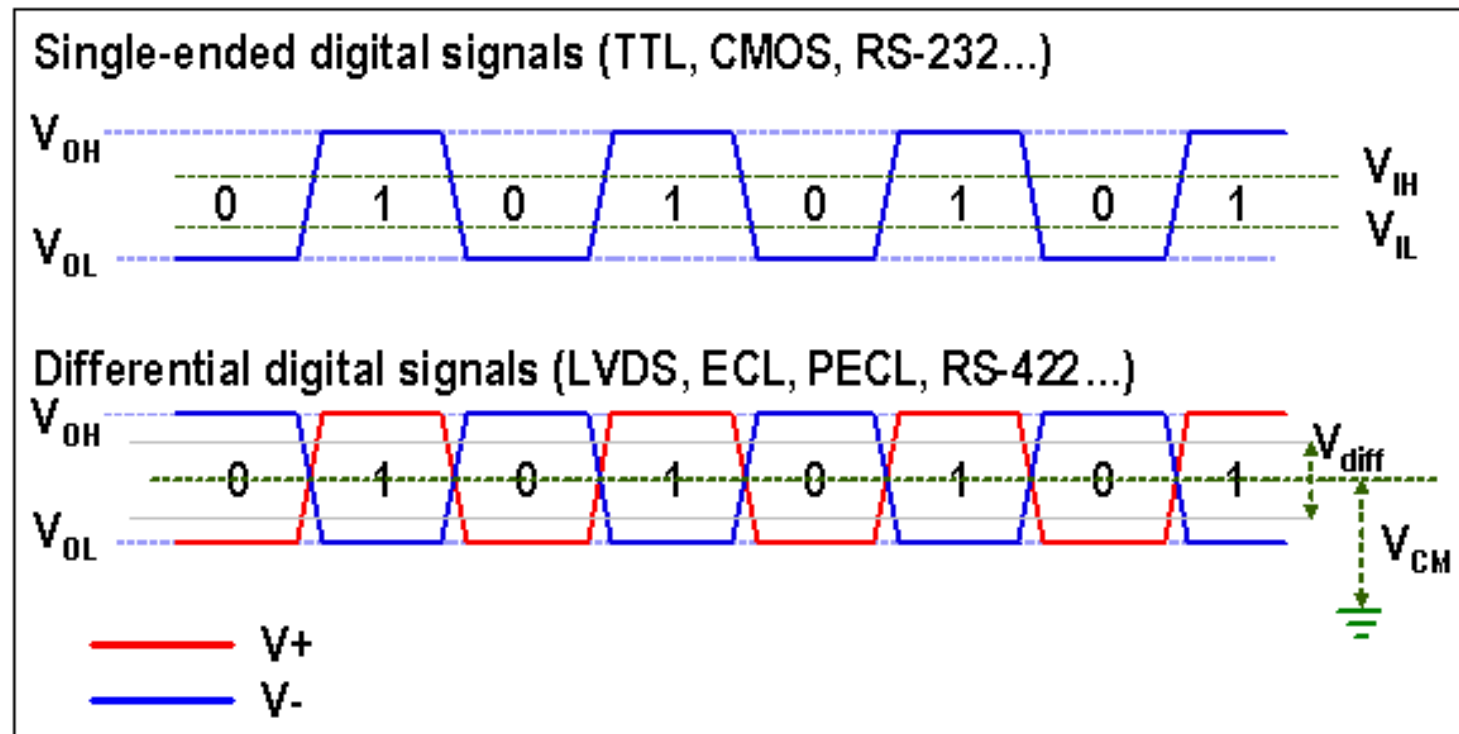 Single-ended digital signals (TTL, CMOS, RS-232...)
VOH
VIH
0 1 0 1 0 1 0 1
VIL
VOL
Differential digital signals (LVDS, ECL, PECL, RS-422...)
VOH
Vdiff
0 1 0 1 0 1 0 1
VOL
VCM
V+
V-